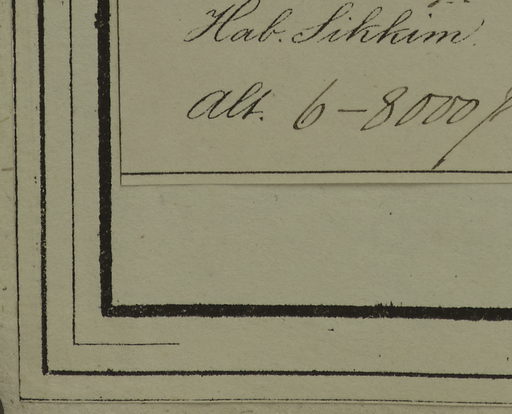 Hab. Sikkim.
Alt. 6-8000